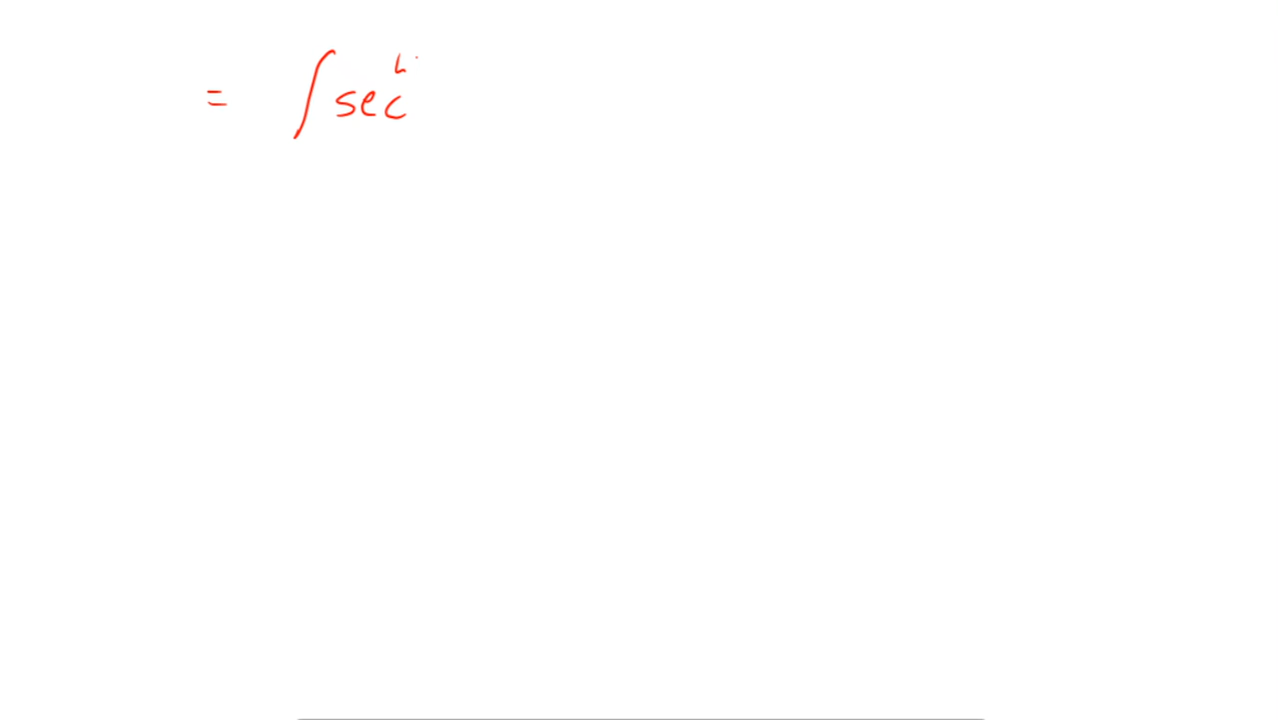 = ∫ sec